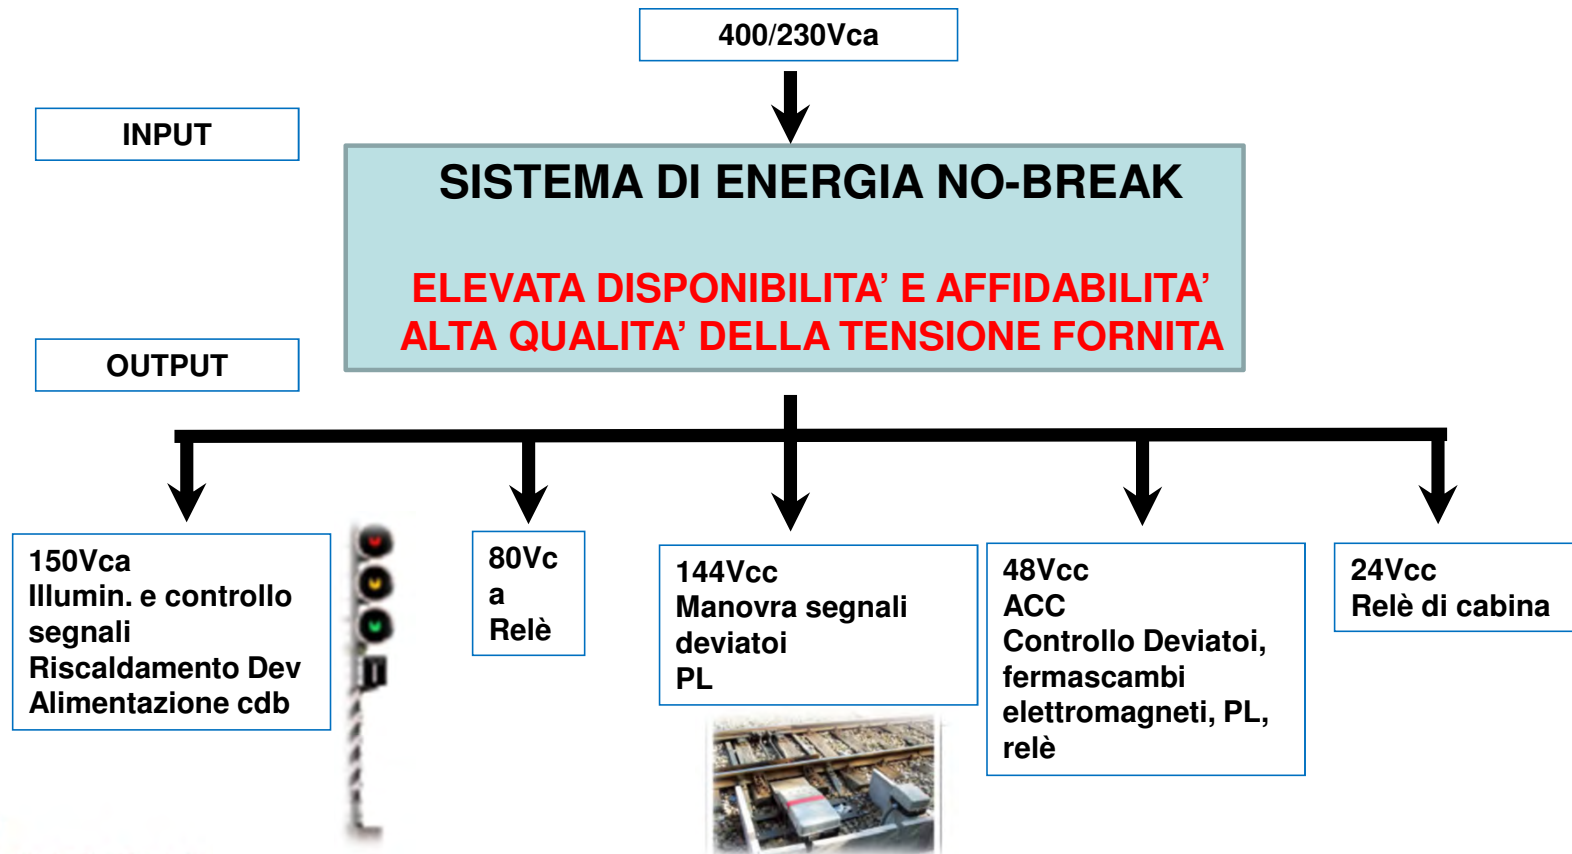 400/230Vca
INPUT
SISTEMA DI ENERGIA NO-BREAK
ELEVATA DISPONIBILITA’ E AFFIDABILITA’
ALTA QUALITA’ DELLA TENSIONE FORNITA
OUTPUT
150Vca
Illumin. e controllo
segnali
Riscaldamento Dev
Alimentazione cdb
80Vc
a
Relè
144Vcc
Manovra segnali
deviatoi
PL
48Vcc
ACC
Controllo Deviatoi,
fermascambi
elettromagneti, PL,
relè
24Vcc
Relè di cabina